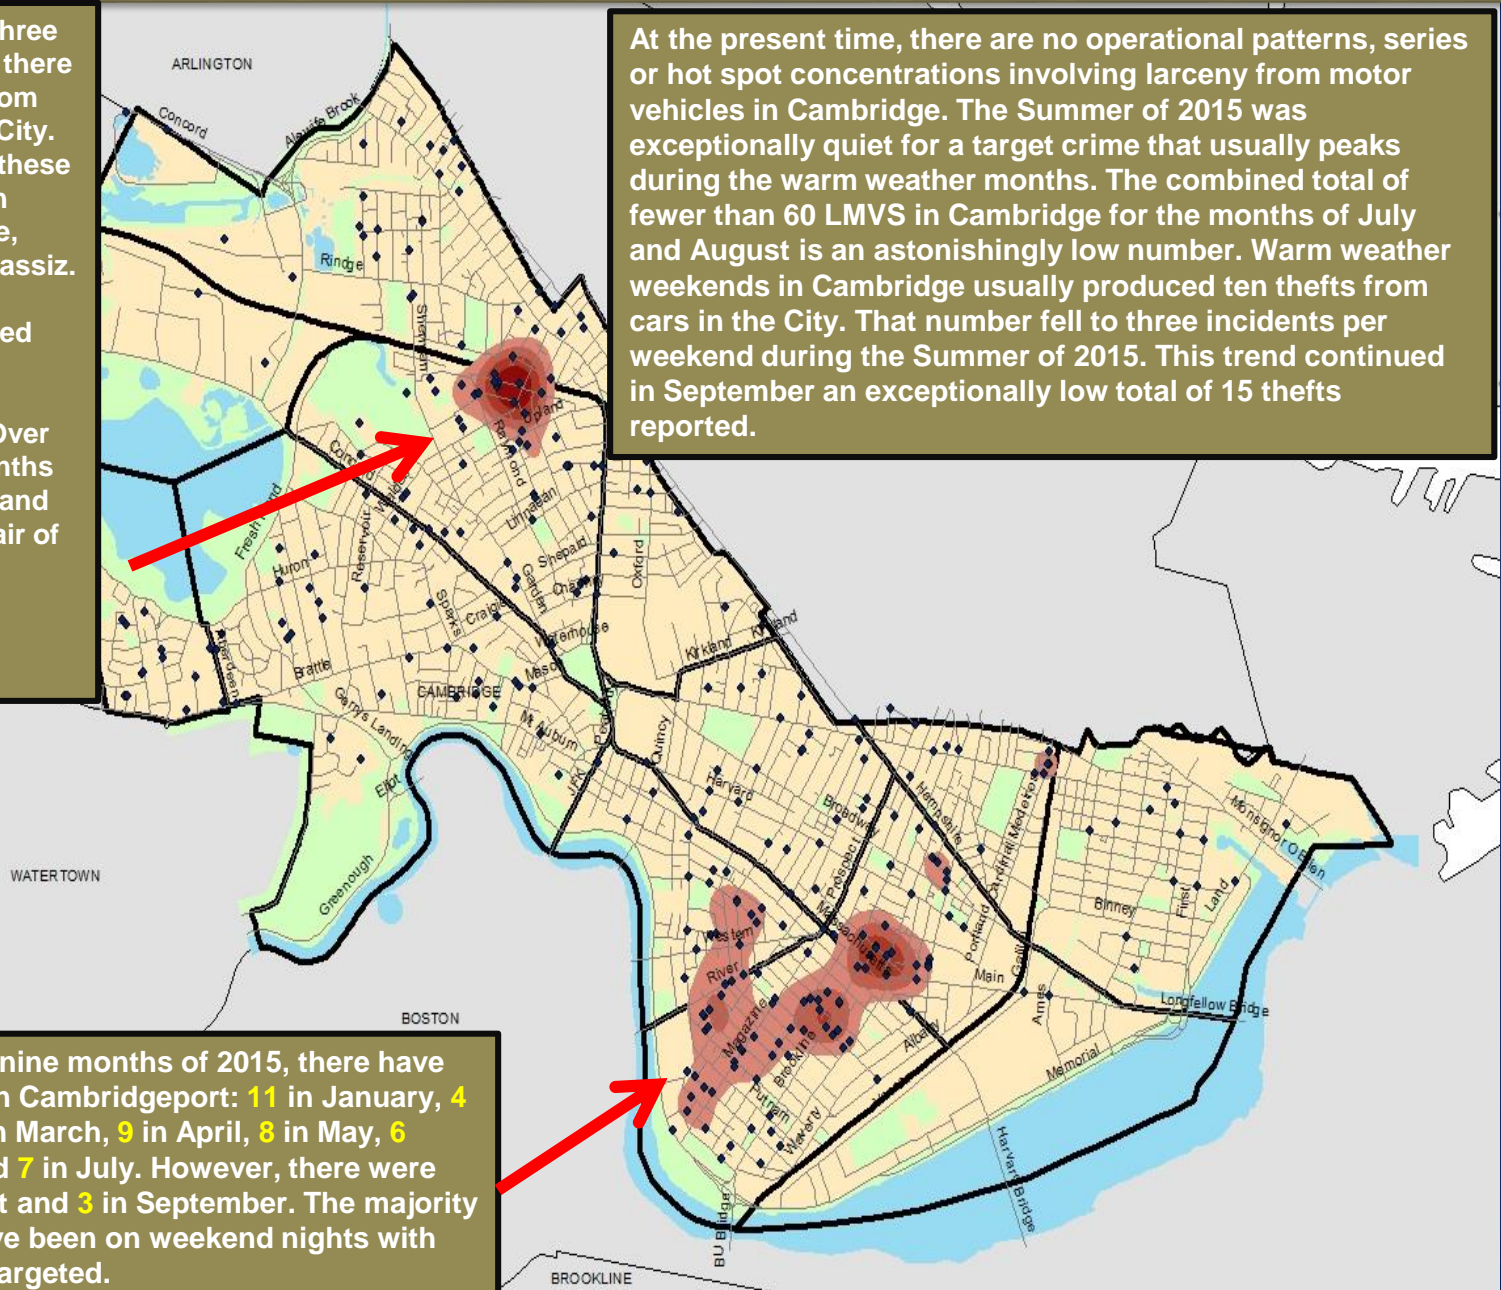 hree
there
om
City.
these
n
e,
assiz.
ed
Over
nths
and
air of
At the present time, there are no operational patterns, series
or hot spot concentrations involving larceny from motor
vehicles in Cambridge. The Summer of 2015 was
exceptionally quiet for a target crime that usually peaks
during the warm weather months. The combined total of
fewer than 60 LMVS in Cambridge for the months of July
and August is an astonishingly low number. Warm weather
weekends in Cambridge usually produced ten thefts from
cars in the City. That number fell to three incidents per
weekend during the Summer of 2015. This trend continued
in September an exceptionally low total of 15 thefts
reported.
ARLINGTON
Concord
Alewife Brook
Rindge
Sherman
Upland
Raymond
Concord
Walden
Linnaean
Fresh Pond
Reservoir
Huron
Shepard
Oxford
Garden
Chauncy
Sparks
Craigie
Waterhouse
Kirkland
Kirkland
Aberdeen
Brattle
Mason
CAMBRIDGE
Gerrys Landing
Mt Auburn
Peabody
Quincy
Eliot
JFK
Harvard
Broadway
Hampshire
Cardinal Medeiros
Monsignor O Brien
WATERTOWN
Greenough
Prospect
Binney
First
Land
Western
Massachusetts
Portland
River
Main
Galil
Ames
Longfellow Bridge
BOSTON
Magazine
Brookline
Albany
Memorial
Putnam
Waverly
Vassar
Harvard Bridge
BU Bridge
BROOKLINE
nine months of 2015, there have
n Cambridgeport: 11 in January, 4
n March, 9 in April, 8 in May, 6
d 7 in July. However, there were
t and 3 in September. The majority
ve been on weekend nights with
argeted.